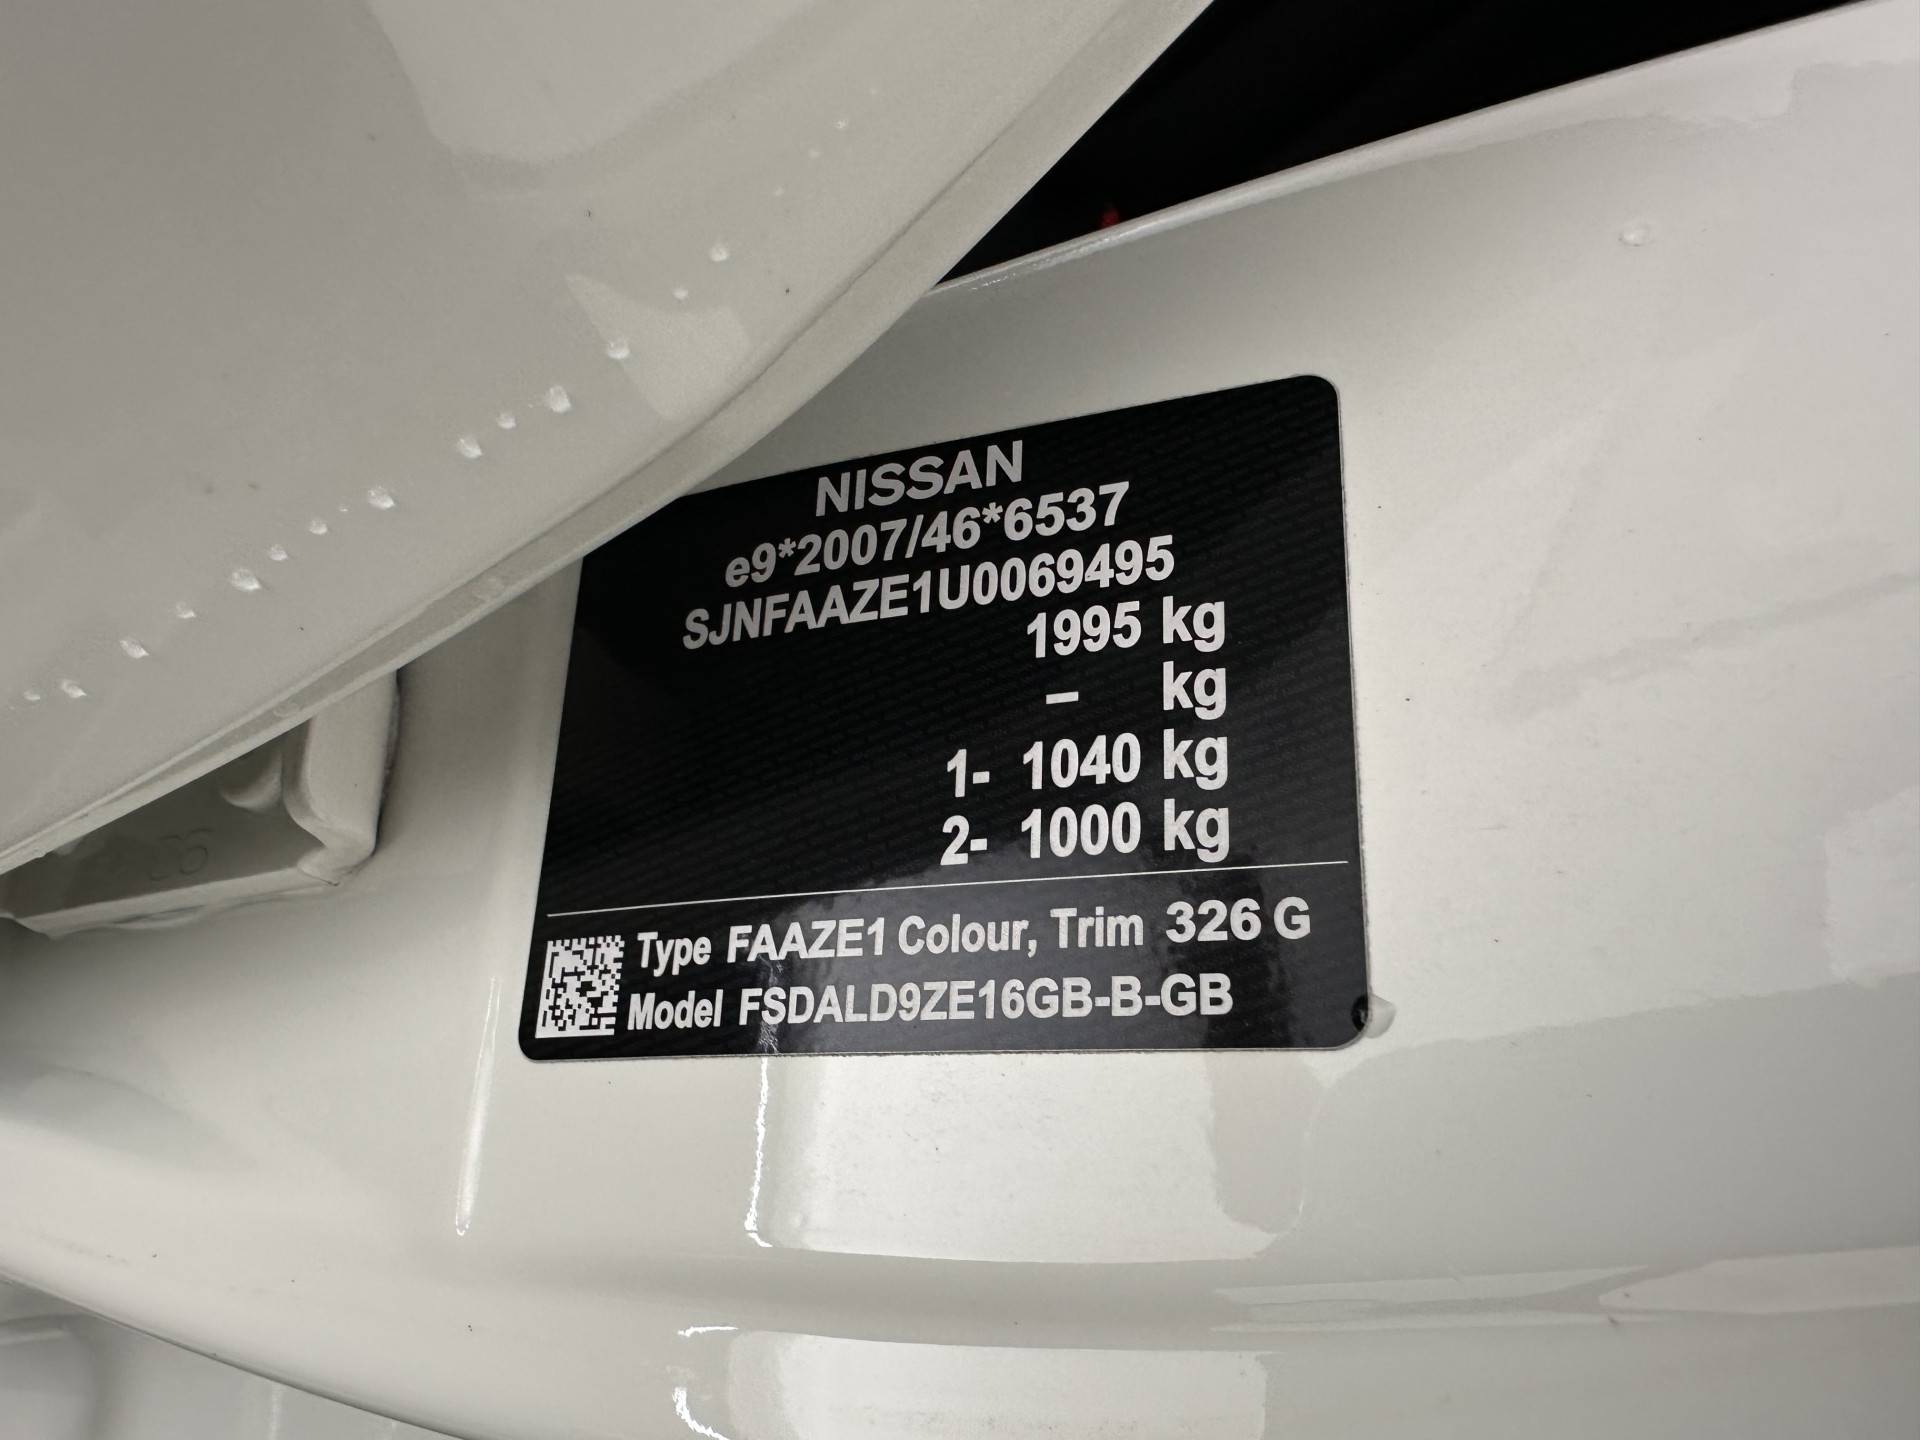 NISSAN
e9*2007/46*6537
SJNFAAZE1U0069495
1995 kg
– kg
1- 1040 kg
2- 1000 kg
Type FAAZE1 Colour, Trim 326 G
Model FSDALD9ZE16GB-B-GB